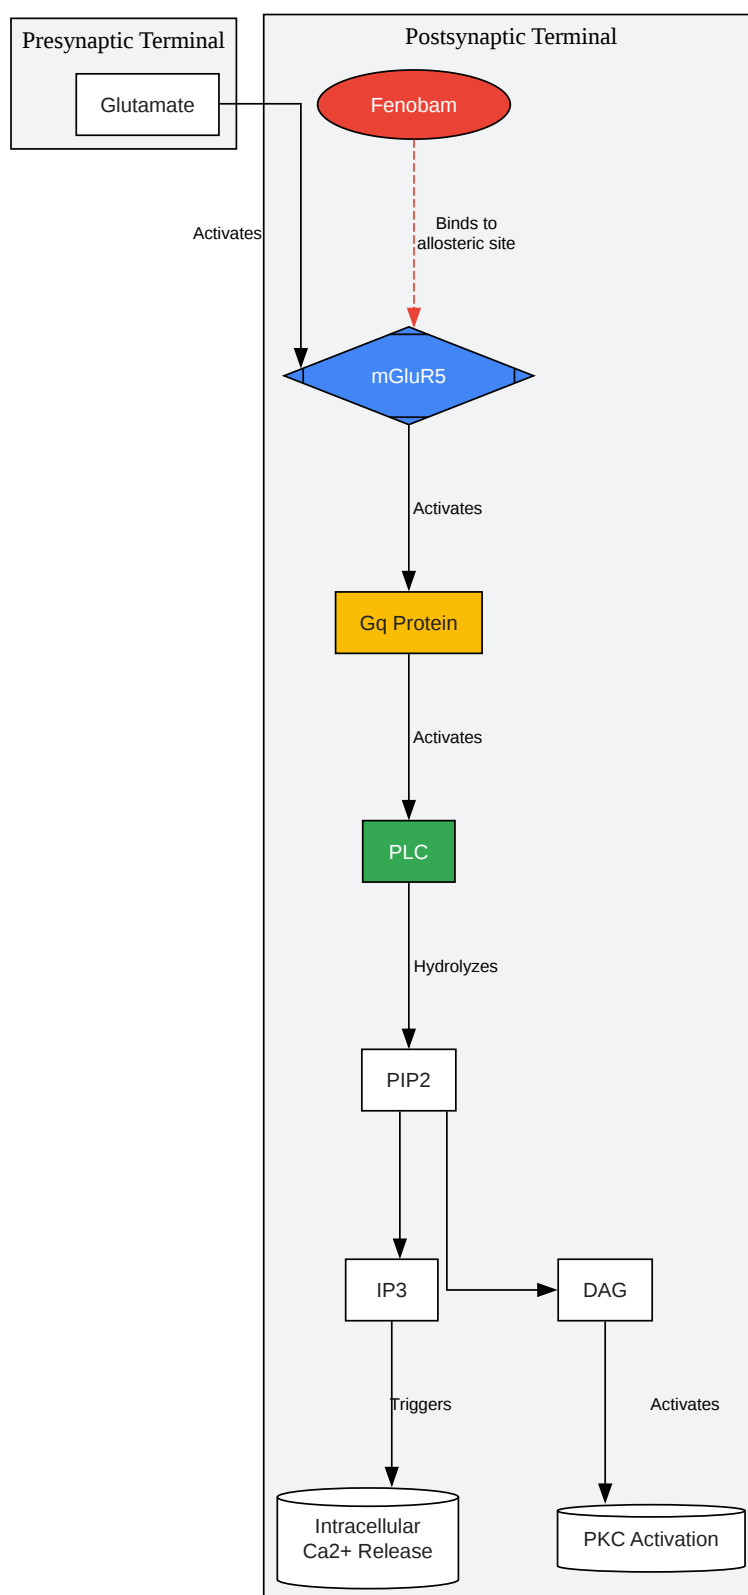 Presynaptic Terminal
Postsynaptic Terminal
Glutamate
Fenobam
Activates
Binds to
allosteric site
mGluR5
Activates
Gq Protein
Activates
PLC
Hydrolyzes
PIP2
IP3
DAG
Triggers
Activates
Intracellular
Ca2+ Release
PKC Activation